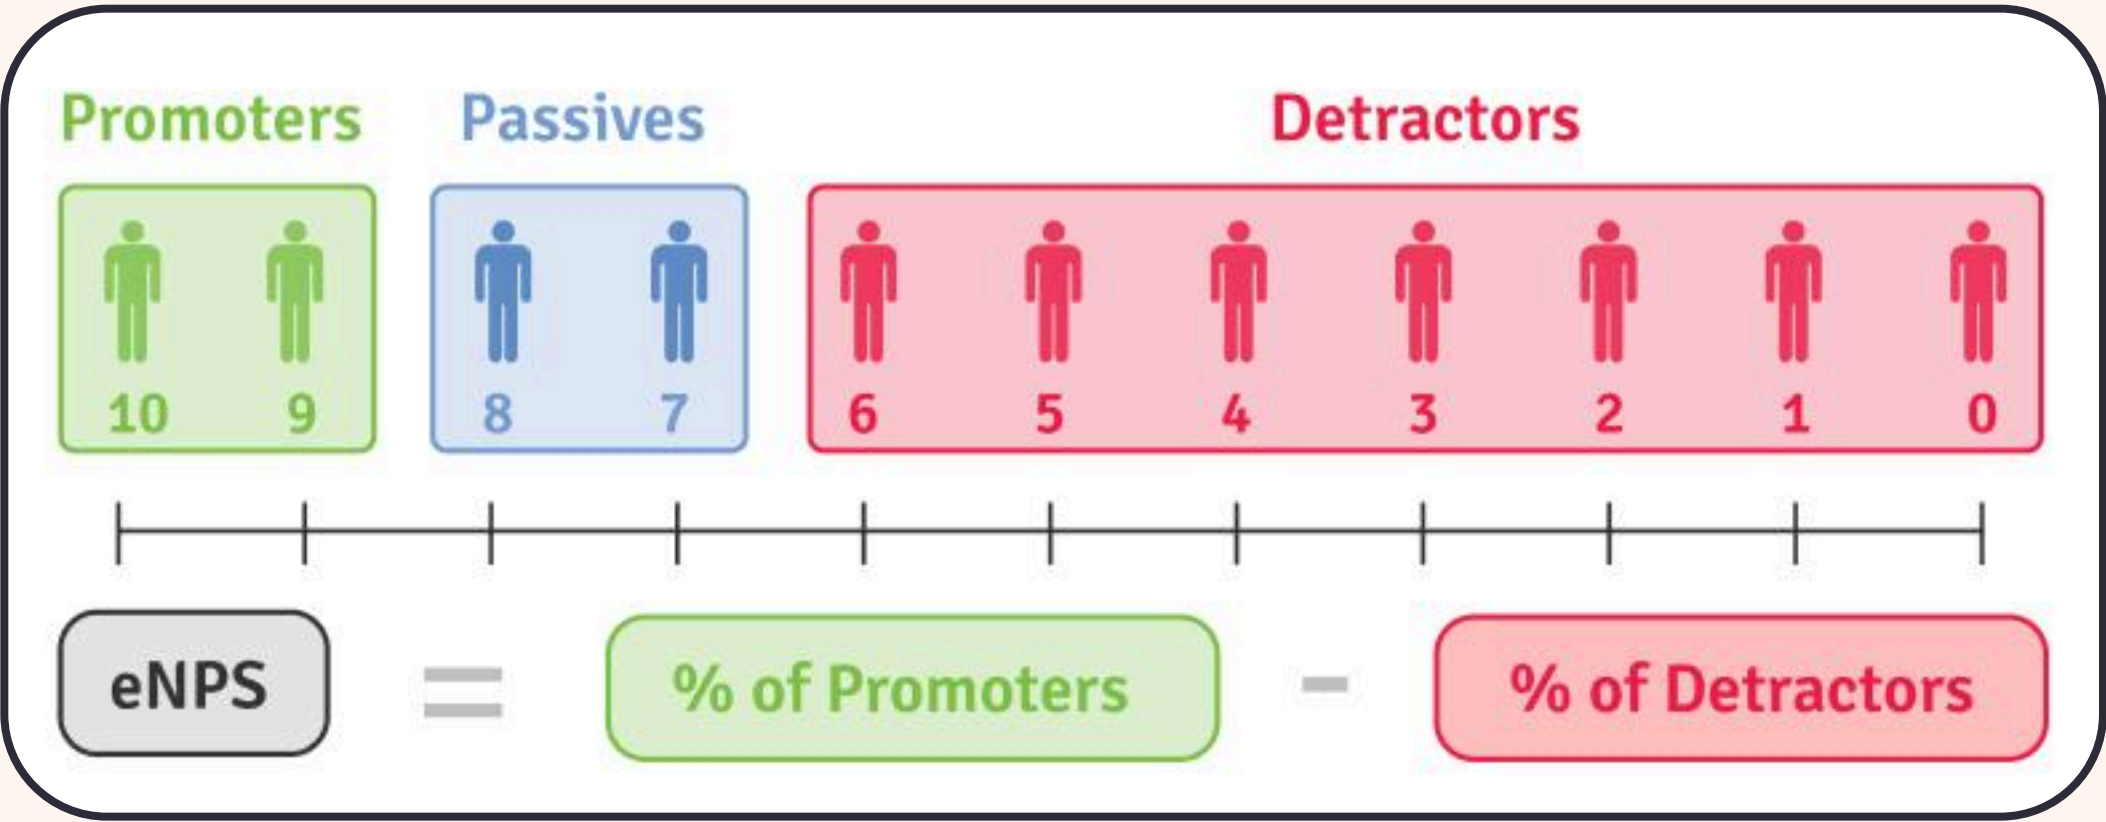 Promoters Passives Detractors
10 9 8 7 6 5 4 3 2 1 0
eNPS = % of Promoters - % of Detractors